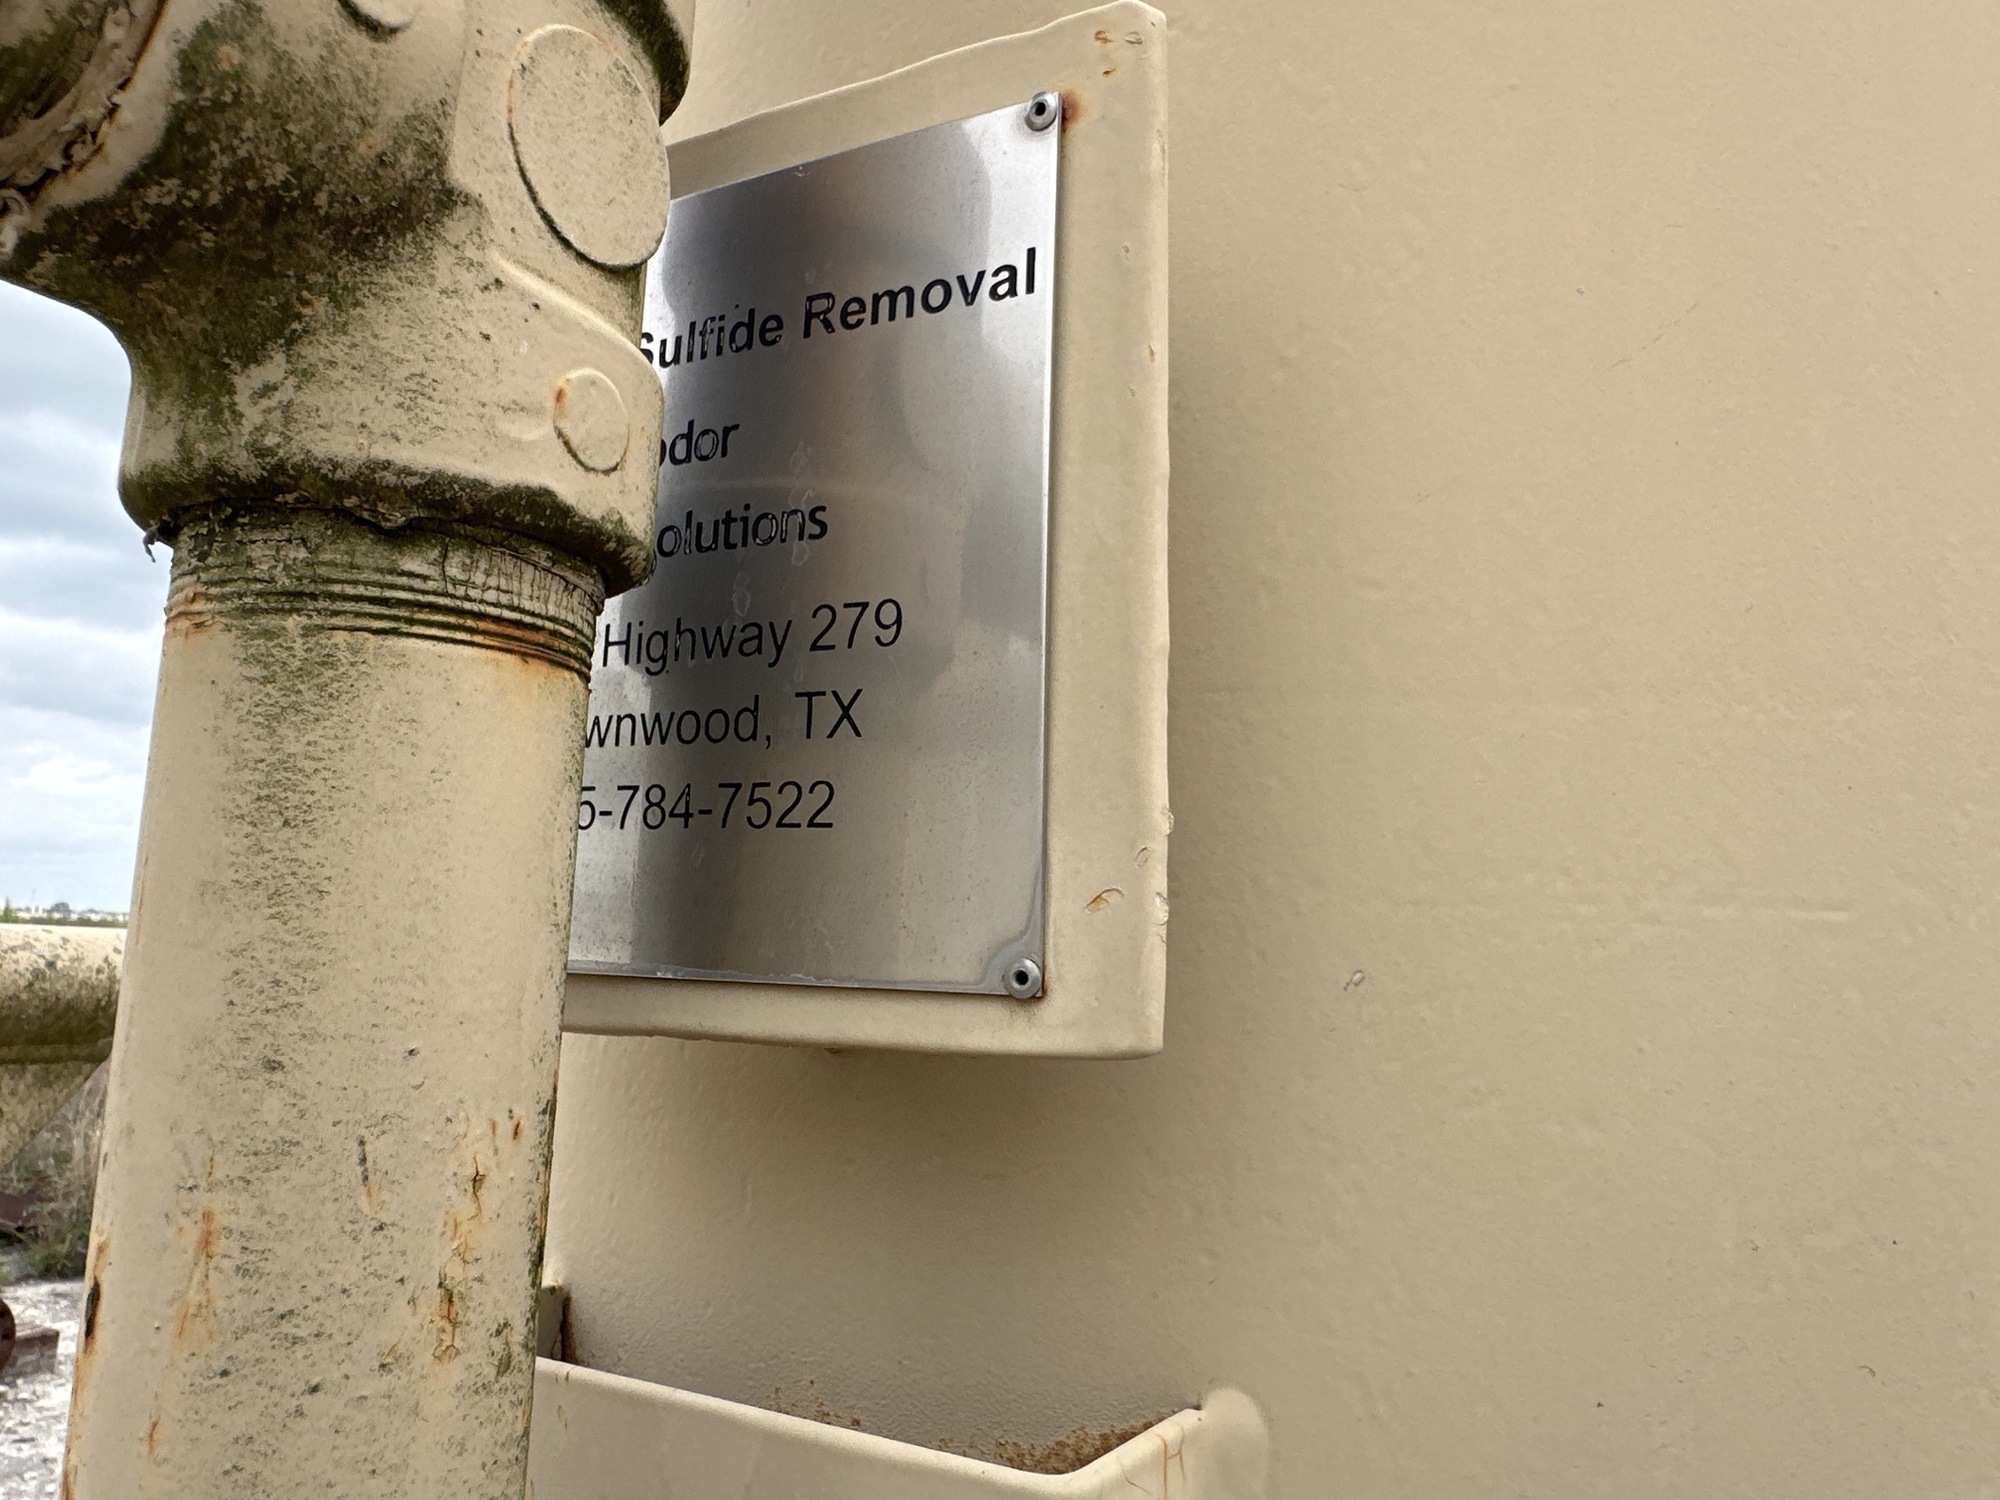 Sulfide Removal
odor
olutions
Highway 279
wnwood, TX
5-784-7522